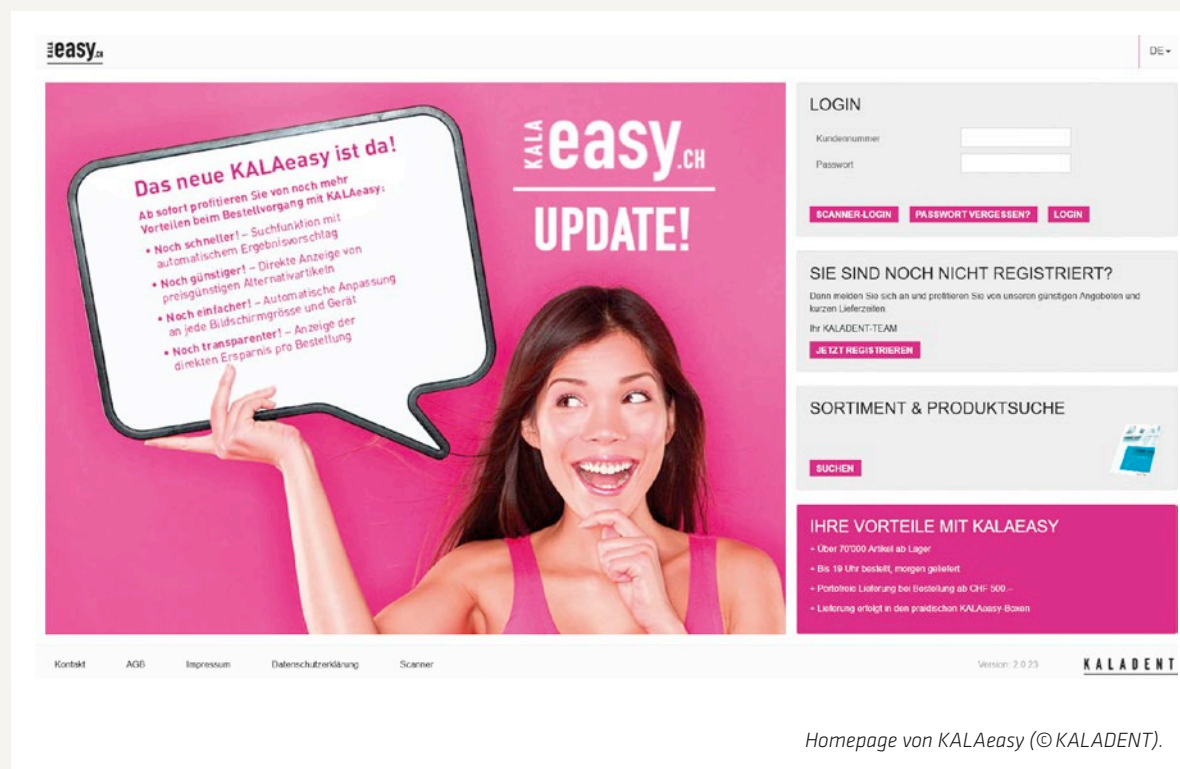 KALA easy.CH
DE
Das neue KALAeasy ist da!
Ab sofort profitieren Sie von noch mehr
Vorteilen beim Bestellvorgang mit KALAeasy:
• Noch schneller! – Suchfunktion mit
automatischem Ergebnisvorschlag
• Noch günstiger! – Direkte Anzeige von
preisgünstigen Alternativartikeln
• Noch einfacher! – Automatische Anpassung
an jede Bildschirmgrösse und Gerät
• Noch transparenter! – Anzeige der
direkten Ersparnis pro Bestellung
KALA easy.CH
UPDATE!
LOGIN
Kundennummer
Passwort
SCANNER-LOGIN PASSWORT VERGESSEN? LOGIN
SIE SIND NOCH NICHT REGISTRIERT?
Dann melden Sie sich an und profitieren Sie von unseren günstigen Angeboten und
kurzen Lieferzeiten.
Ihr KALADENT-TEAM
JETZT REGISTRIEREN
SORTIMENT & PRODUKTSUCHE
SUCHEN
IHRE VORTEILE MIT KALAEASY
+ Über 70'000 Artikel ab Lager
+ Bis 19 Uhr bestellt, morgen geliefert
+ Portofreie Lieferung bei Bestellung ab CHF 500.–
+ Lieferung erfolgt in den praktischen KALAeasy-Boxen
Kontakt AGB Impressum Datenschutzerklärung Scanner Version: 2.0.23 KALADENT
Homepage von KALAeasy (© KALADENT).